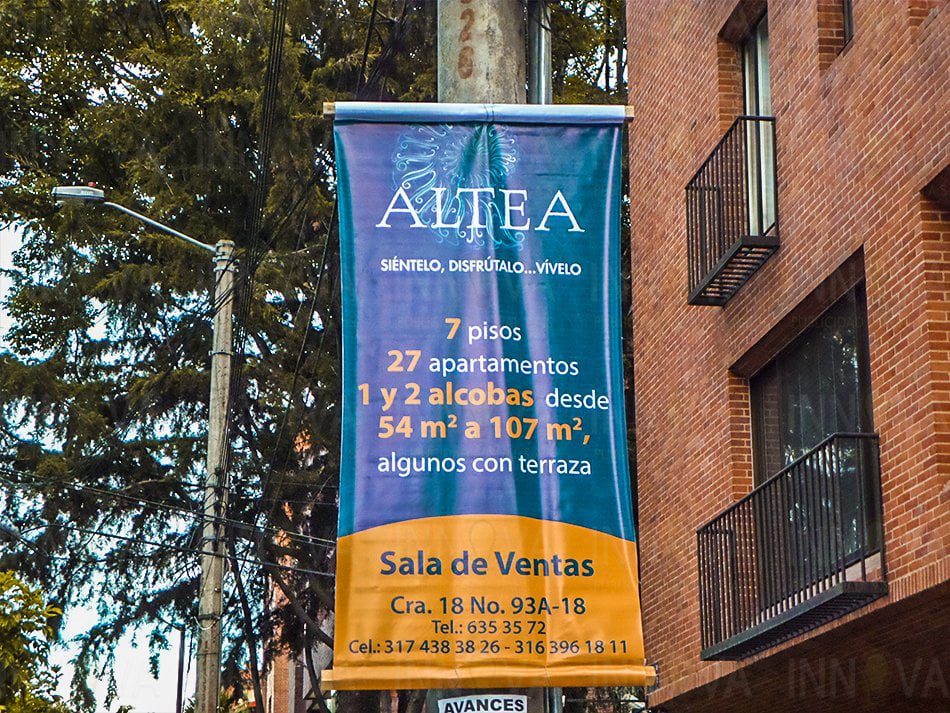 328
ALTEA
SIÉNTELO, DISFRÚTALO...VÍVELO
7 pisos
27 apartamentos
1 y 2 alcobas desde
54 m² a 107 m²,
algunos con terraza
Sala de Ventas
Cra. 18 No. 93A-18
Tel.: 635 35 72
Cel.: 317 438 38 26 - 316 396 18 11
AVANCES
INNOVA